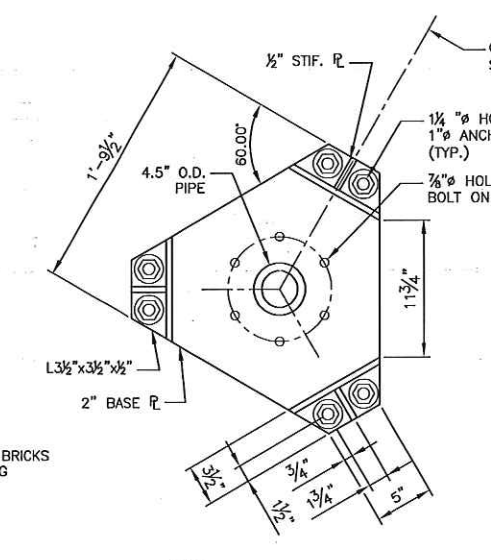 ½" STIF. PL
1¼ "ø HO
1"ø ANCH
(TYP.)
1'-9½"
60.00°
4.5" O.D.
PIPE
⅞"ø HOL
BOLT ON
11¾"
L3½"x3½"x½"
2" BASE PL
BRICKS
G
3½"
1½"
¾"
1¾"
5"